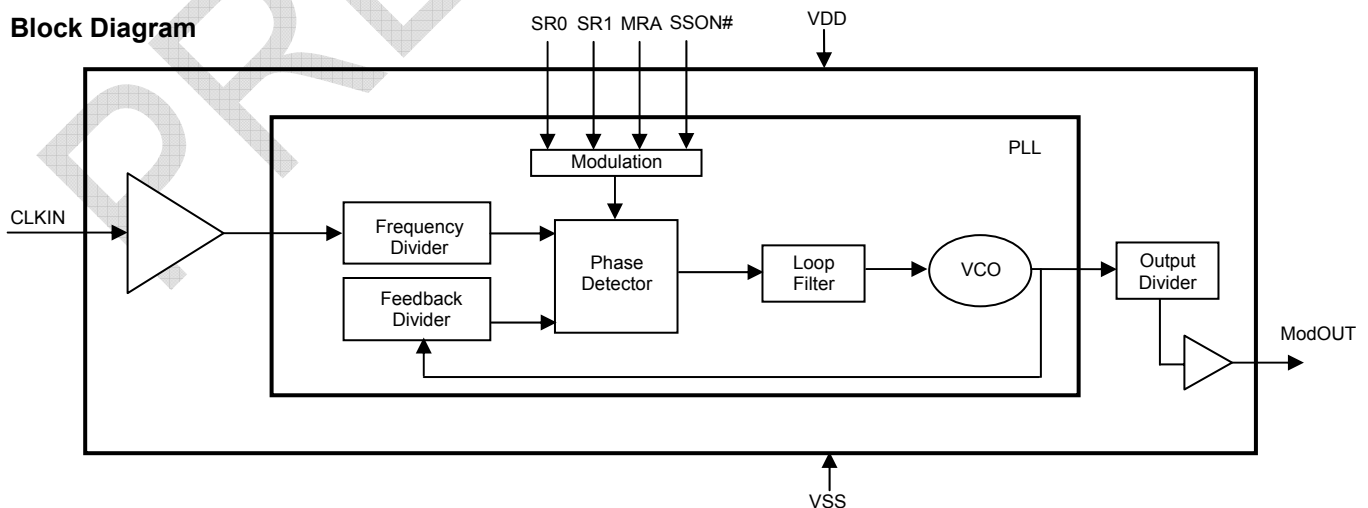 Block Diagram
SR0 SR1 MRA SSON#
VDD
PLL
Modulation
CLKIN
Frequency
Divider
Phase
Detector
Loop
Filter
VCO
Output
Divider
Feedback
Divider
ModOUT
VSS